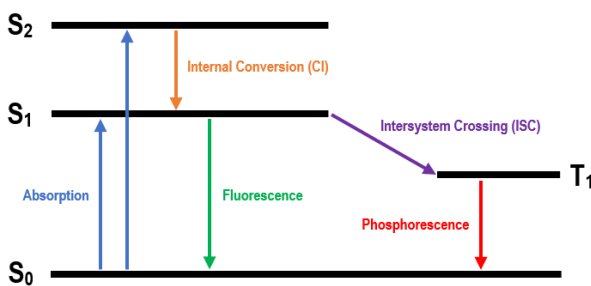 S₂
Internal Conversion (CI)
S₁
Intersystem Crossing (ISC)
T₁
Absorption
Fluorescence
Phosphorescence
S₀